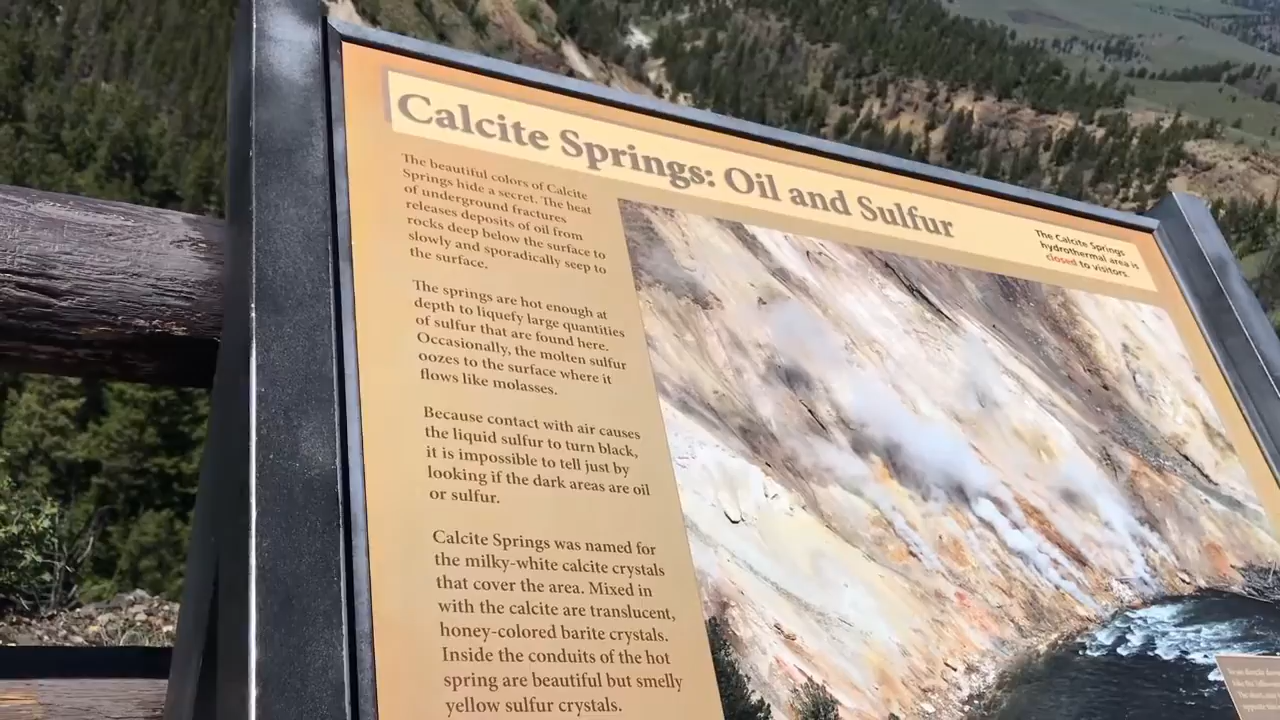 Calcite Springs: Oil and Sulfur
The Calcite Springs
hydrothermal area is
closed to visitors.
The beautiful colors of Calcite
Springs hide a secret. The heat
of underground fractures
releases deposits of oil from
rocks deep below the surface to
slowly and sporadically seep to
the surface.
The springs are hot enough at
depth to liquefy large quantities
of sulfur that are found here.
Occasionally, the molten sulfur
oozes to the surface where it
flows like molasses.
Because contact with air causes
the liquid sulfur to turn black,
it is impossible to tell just by
looking if the dark areas are oil
or sulfur.
Calcite Springs was named for
the milky-white calcite crystals
that cover the area. Mixed in
with the calcite are translucent,
honey-colored barite crystals.
Inside the conduits of the hot
spring are beautiful but smelly
yellow sulfur crystals.